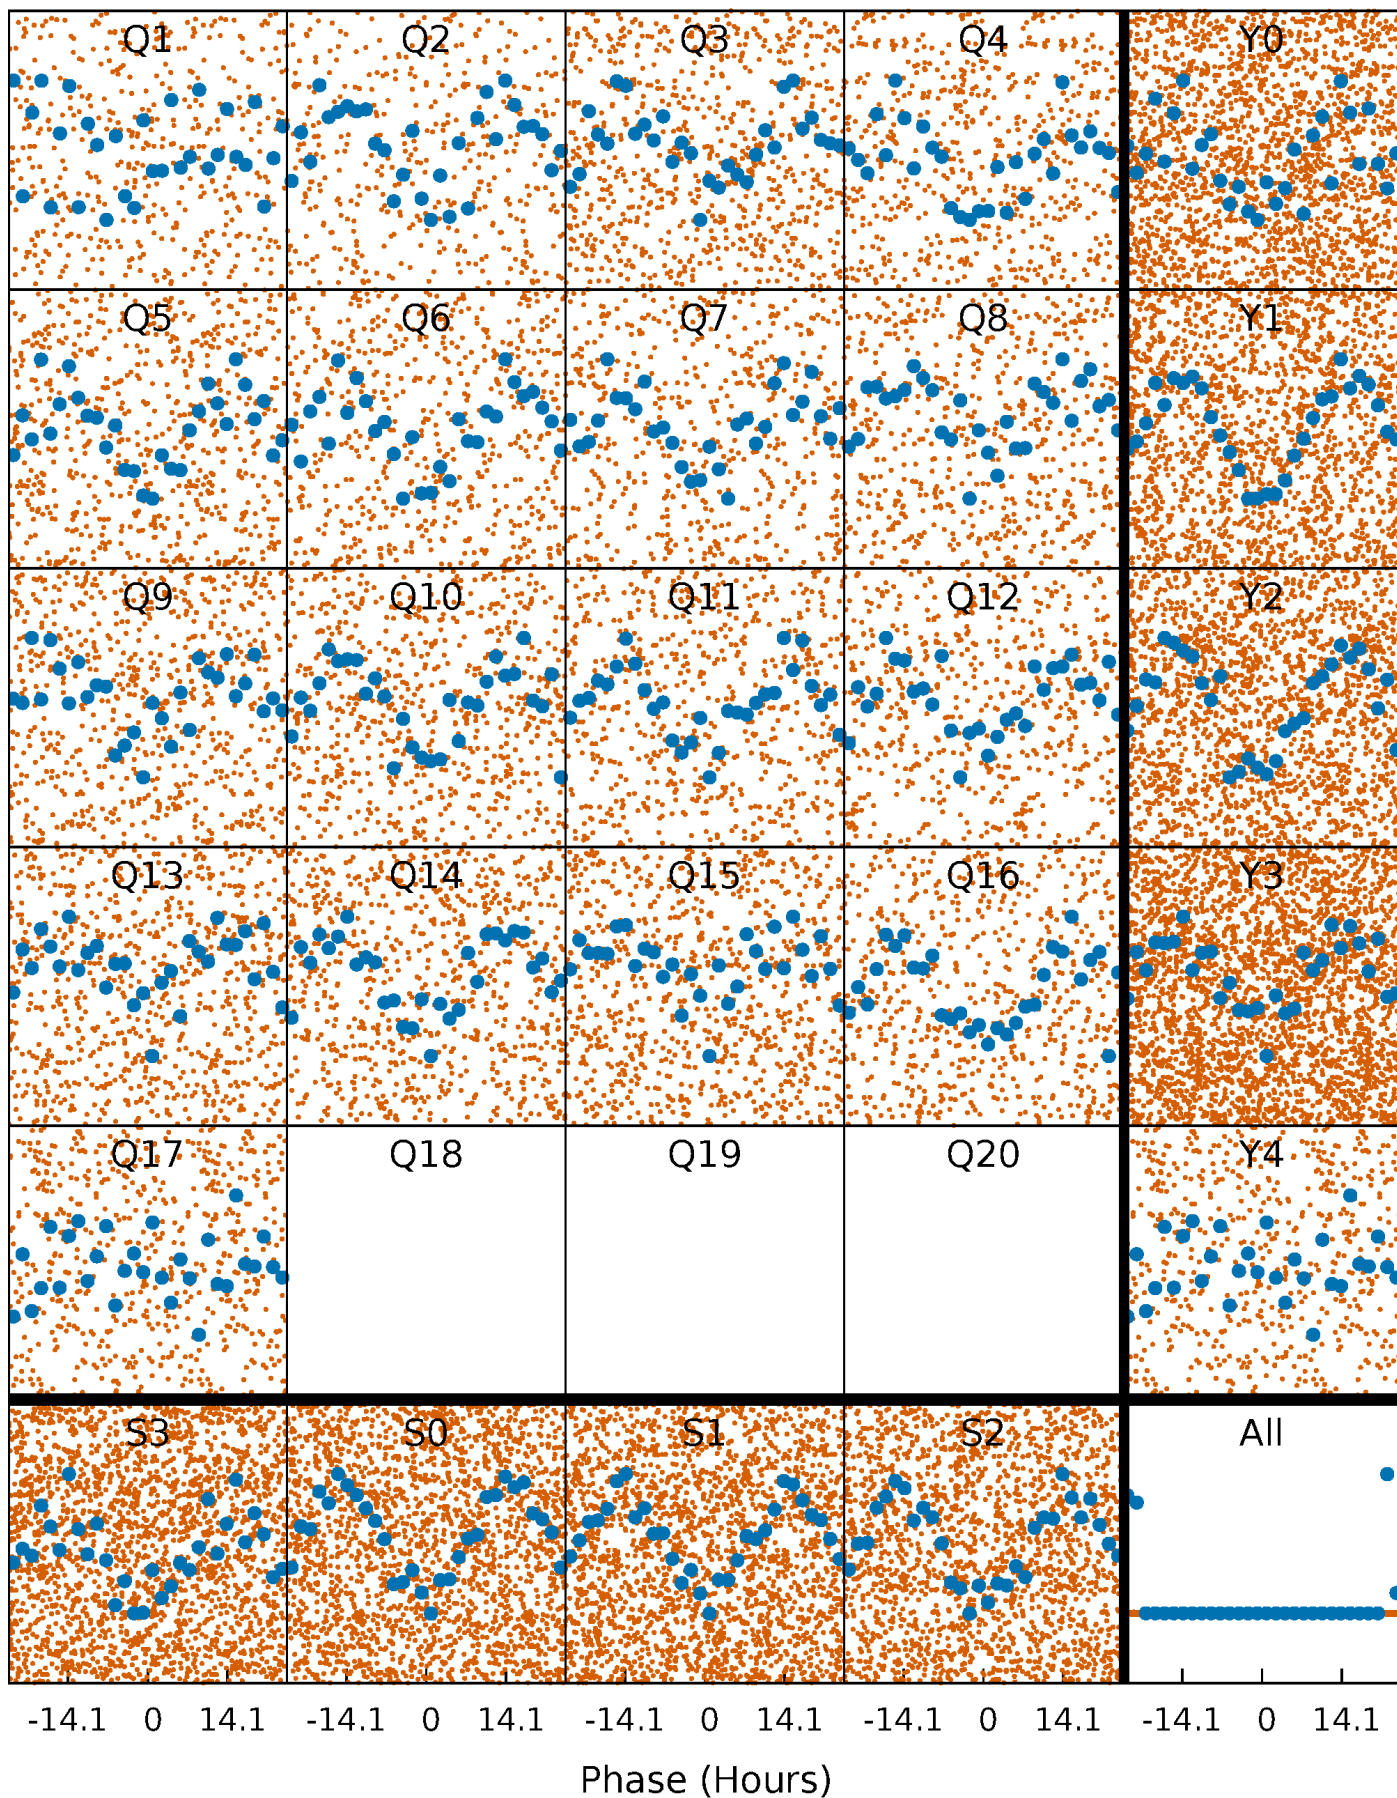 Q1 Q2 Q3 Q4 Y0
Q5 Q6 Q7 Q8 Y1
Q9 Q10 Q11 Q12 Y2
Q13 Q14 Q15 Q16 Y3
Q17 Q18 Q19 Q20 Y4
S3 S0 S1 S2 All
-14.1 0 14.1 -14.1 0 14.1 -14.1 0 14.1 -14.1 0 14.1 -14.1 0 14.1
Phase (Hours)